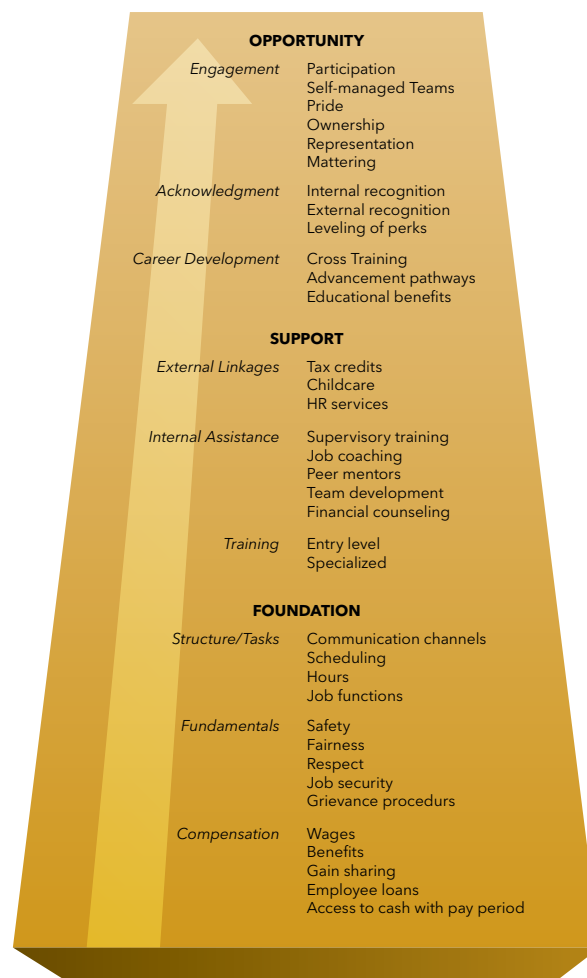 OPPORTUNITY
Engagement Participation
Self-managed Teams
Pride
Ownership
Representation
Mattering
Acknowledgment Internal recognition
External recognition
Leveling of perks
Career Development Cross Training
Advancement pathways
Educational benefits
SUPPORT
External Linkages Tax credits
Childcare
HR services
Internal Assistance Supervisory training
Job coaching
Peer mentors
Team development
Financial counseling
Training Entry level
Specialized
FOUNDATION
Structure/Tasks Communication channels
Scheduling
Hours
Job functions
Fundamentals Safety
Fairness
Respect
Job security
Grievance procedurs
Compensation Wages
Benefits
Gain sharing
Employee loans
Access to cash with pay period